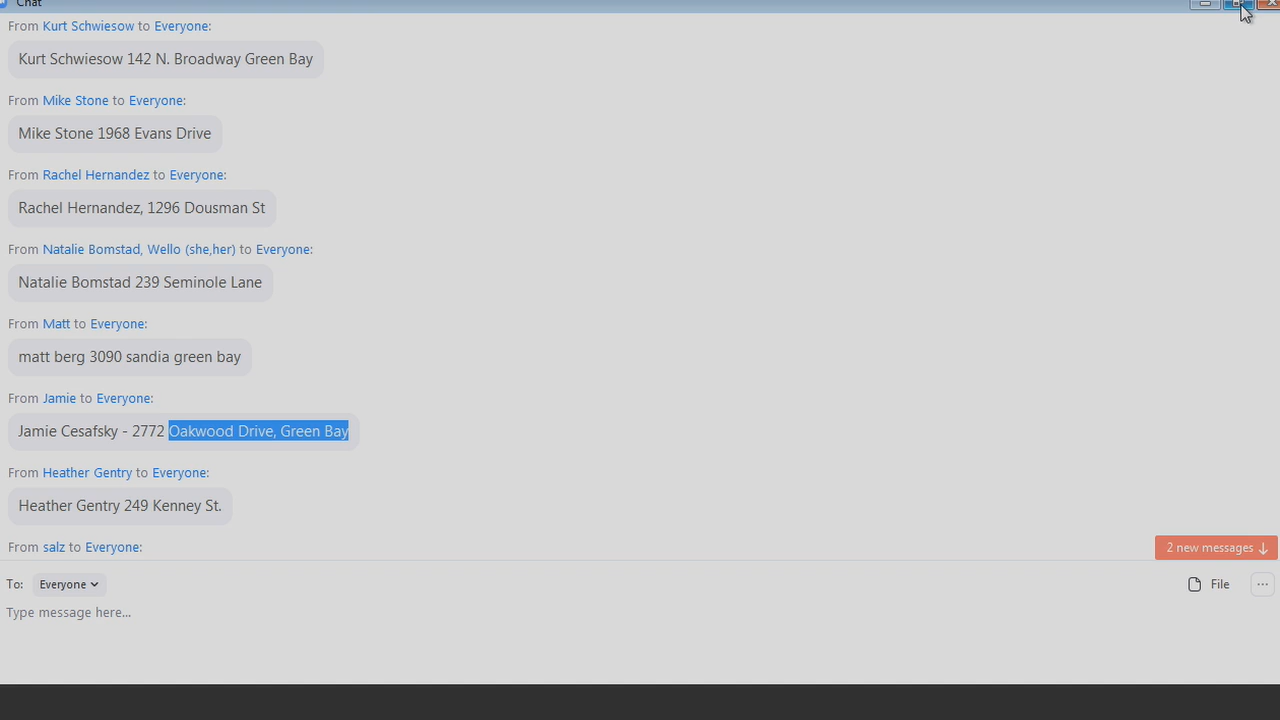 Chat
From Kurt Schwiesow to Everyone:
Kurt Schwiesow 142 N. Broadway Green Bay
From Mike Stone to Everyone:
Mike Stone 1968 Evans Drive
From Rachel Hernandez to Everyone:
Rachel Hernandez, 1296 Dousman St
From Natalie Bomstad, Wello (she,her) to Everyone:
Natalie Bomstad 239 Seminole Lane
From Matt to Everyone:
matt berg 3090 sandia green bay
From Jamie to Everyone:
Jamie Cesafsky - 2772 Oakwood Drive, Green Bay
From Heather Gentry to Everyone:
Heather Gentry 249 Kenney St.
From salz to Everyone:
2 new messages ↓
To: Everyone
File
...
Type message here...